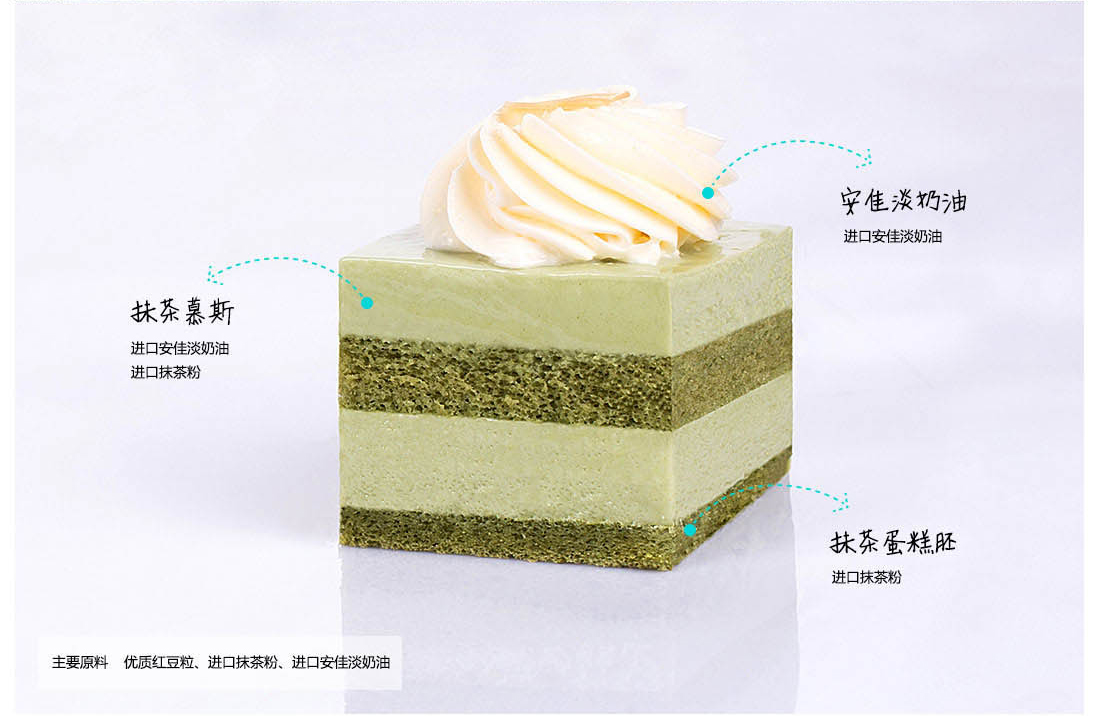 安佳淡奶油
进口安佳淡奶油
抹茶慕斯
进口安佳淡奶油
进口抹茶粉
抹茶蛋糕胚
进口抹茶粉
主要原料 优质红豆粒、进口抹茶粉、进口安佳淡奶油